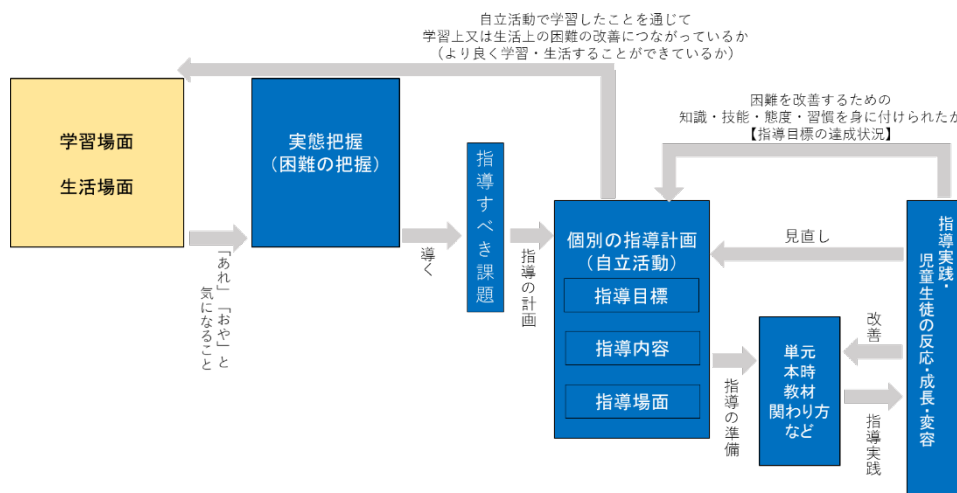 自立活動で学習したことを通じて
学習上又は生活上の困難の改善につながっているか
（より良く学習・生活することができているか）
困難を改善するための
知識・技能・態度・習慣を身に付けられたか
【指導目標の達成状況】
学習場面
生活場面
「あれ」「おや」と
気になること
実態把握
（困難の把握）
導く
指導すべき課題
指導の計画
個別の指導計画
（自立活動）
指導目標
指導内容
指導場面
指導の準備
単元
本時
教材
関わり方
など
見直し
改善
指導実践
指導実践・
児童生徒の反応・成長・変容